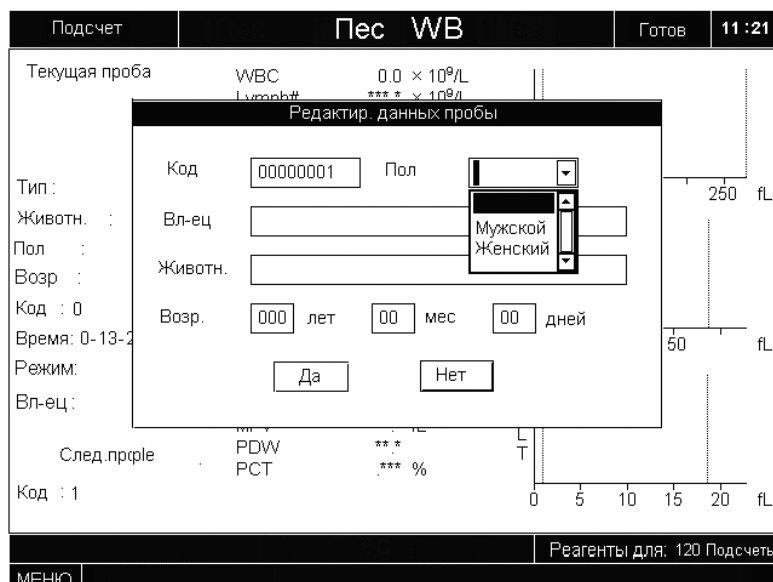 Подсчет Пес WB Готов 11:21
Текущая проба WBC 0.0 × 10⁹/L
Lymph# ***.* × 10⁹/L
Редактир. данных пробы
Код 00000001 Пол
Мужской
Женский
Вл-ец
Животн.
Возр. 000 лет 00 мес 00 дней
Да Нет
Тип :
Животн. :
Пол :
Возр :
Код : 0
Время: 0-13-2
Режим:
Вл-ец :
250 fL
50 fL
PDW **.*
PCT .*** %
L
T
След.прople
Код : 1
0 5 10 15 20 fL
Реагенты для: 120 Подсчеты
МЕНЮ